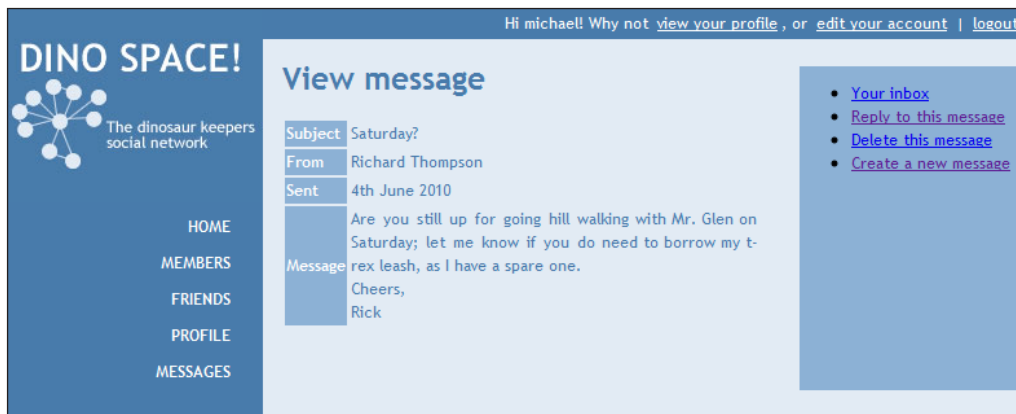 Hi michael! Why not view your profile , or edit your account | logout
DINO SPACE!
The dinosaur keepers
social network
HOME
MEMBERS
FRIENDS
PROFILE
MESSAGES
View message
Subject Saturday?
From Richard Thompson
Sent 4th June 2010
Message
Are you still up for going hill walking with Mr. Glen on
Saturday; let me know if you do need to borrow my t-
rex leash, as I have a spare one.
Cheers,
Rick
Your inbox
Reply to this message
Delete this message
Create a new message